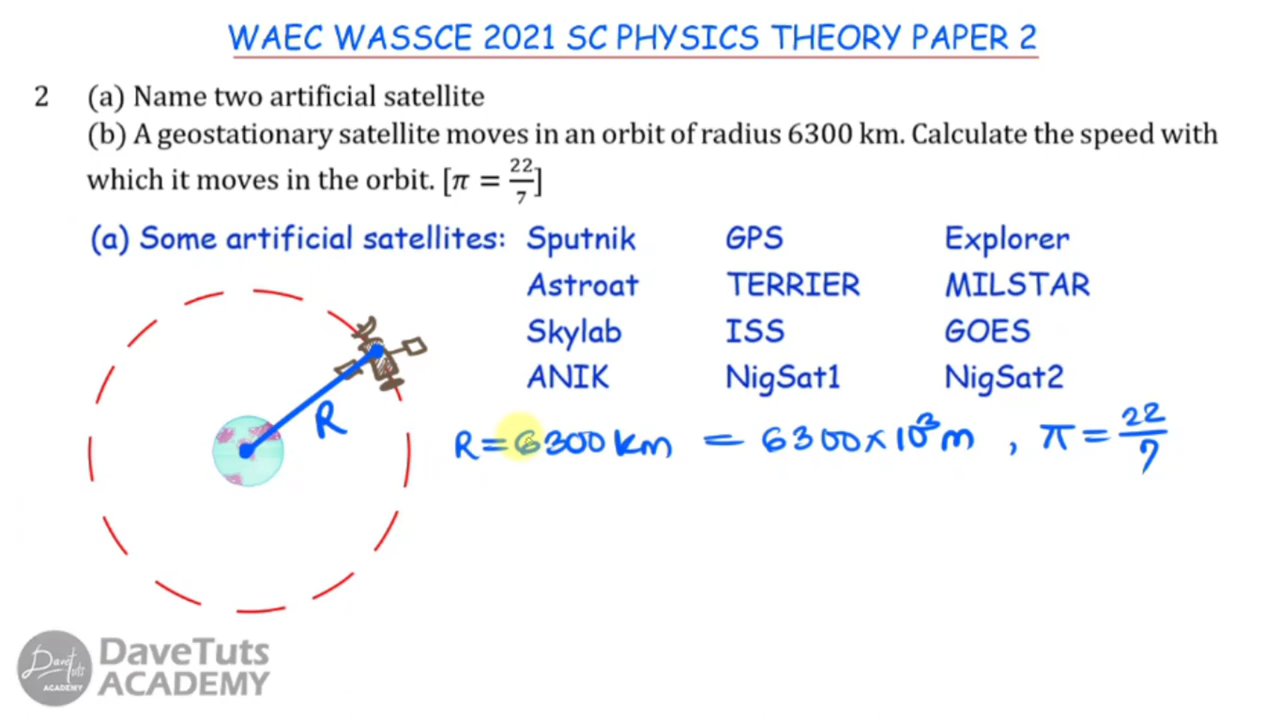 WAEC WASSCE 2021 SC PHYSICS THEORY PAPER 2
2 (a) Name two artificial satellite
(b) A geostationary satellite moves in an orbit of radius 6300 km. Calculate the speed with
which it moves in the orbit. [π = 22/7]
(a) Some artificial satellites: Sputnik GPS Explorer
Astroat TERRIER MILSTAR
Skylab ISS GOES
ANIK NigSat1 NigSat2
R
R = 6300 km = 6300 × 10³ m , π = 22/7
DaveTuts
ACADEMY
DaveTuts
ACADEMY